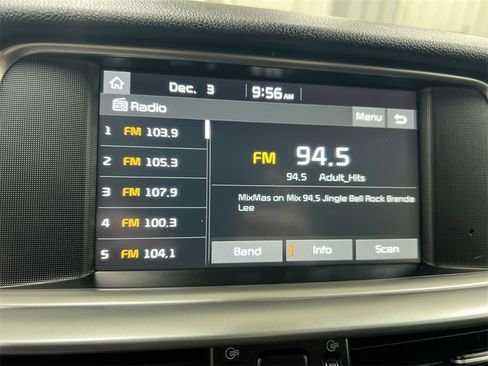 Dec. 3 9:56 AM
Radio
Menu
1 FM 103.9
2 FM 105.3
3 FM 107.9
4 FM 100.3
5 FM 104.1
FM 94.5
94.5 Adult_Hits
MixMas on Mix 94.5 Jingle Bell Rock Brenda
Lee
Band Info Scan